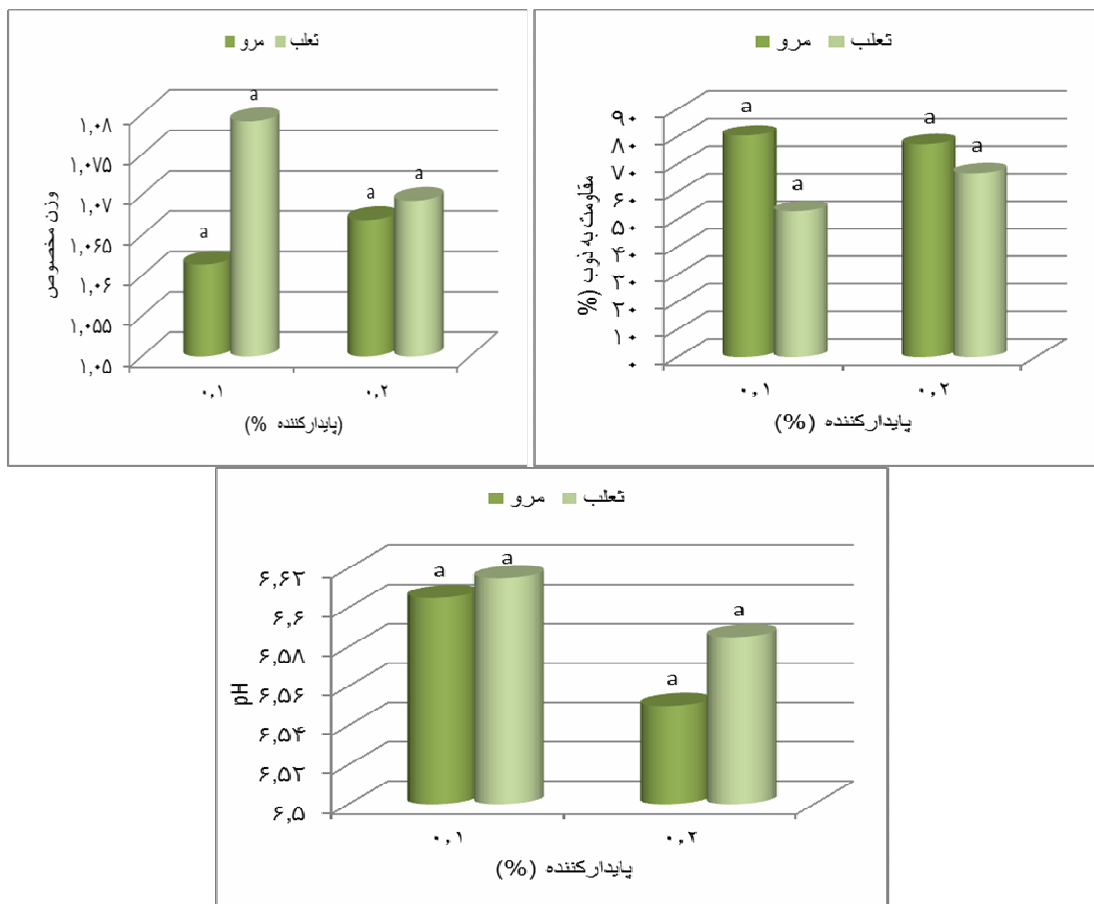 مرو ثعلب
وزن مخصوص
۱,۰۸
۱,۰۷۵
۱,۰۷
۱,۰۶۵
۱,۰۶
۱,۰۵۵
۱,۰۵
a
a
a
a
۰,۱ ۰,۲
(پایدارکننده %)
مرو ثعلب
مقاومت به ذوب (%
۹۰
۸۰
۷۰
۶۰
۵۰
۴۰
۳۰
۲۰
۱۰
۰
a
a
a
a
۰,۱ ۰,۲
پایدارکننده (%)
مرو ثعلب
pH
۶,۶۲
۶,۶
۶,۵۸
۶,۵۶
۶,۵۴
۶,۵۲
۶,۵
a
a
a
a
۰,۱ ۰,۲
پایدارکننده (%)